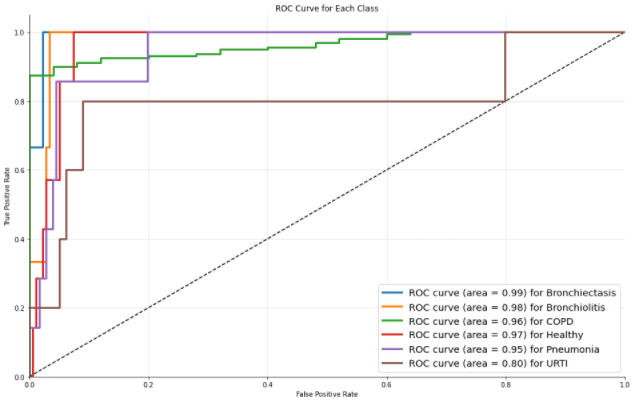 ROC Curve for Each Class
1.0
0.8
0.6
0.4
0.2
0.0
True Positive Rate
ROC curve (area = 0.99) for Bronchiectasis
ROC curve (area = 0.98) for Bronchiolitis
ROC curve (area = 0.96) for COPD
ROC curve (area = 0.97) for Healthy
ROC curve (area = 0.95) for Pneumonia
ROC curve (area = 0.80) for URTI
0.0 0.2 0.4 0.6 0.8 1.0
False Positive Rate